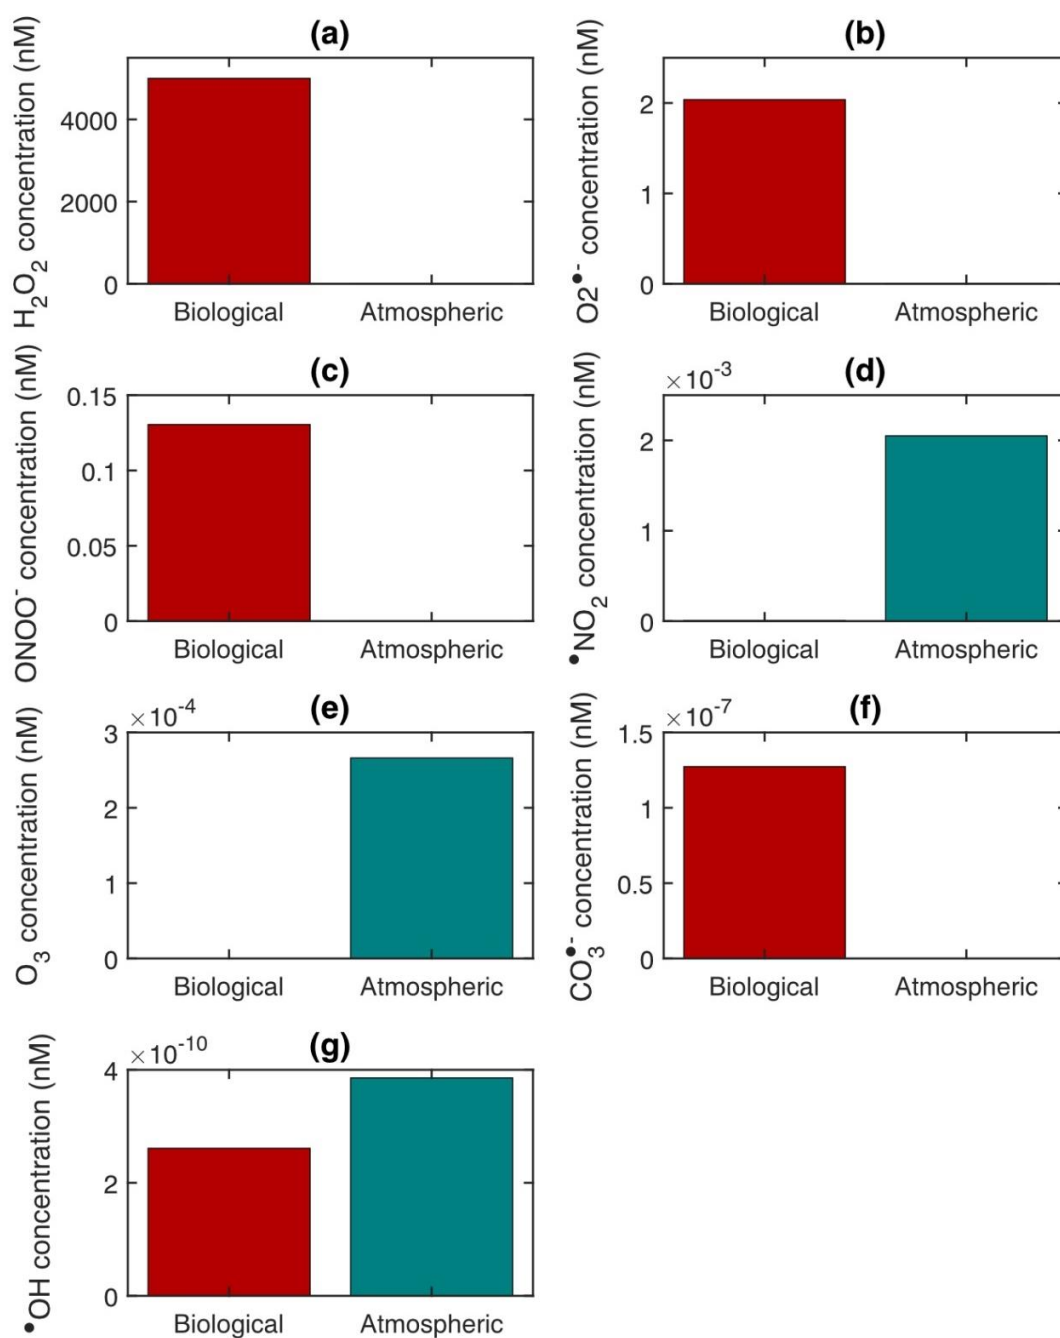 (a)
H₂O₂ concentration (nM)
4000
2000
0
Biological Atmospheric
(b)
O2•- concentration (nM)
2
1
0
Biological Atmospheric
(c)
ONOO⁻ concentration (nM)
0.15
0.1
0.05
0
Biological Atmospheric
(d)
×10⁻³
•NO₂ concentration (nM)
2
1
0
Biological Atmospheric
(e)
×10⁻⁴
O₃ concentration (nM)
3
2
1
0
Biological Atmospheric
(f)
×10⁻⁷
CO₃•- concentration (nM)
1.5
1
0.5
0
Biological Atmospheric
(g)
×10⁻¹⁰
•OH concentration (nM)
4
2
0
Biological Atmospheric